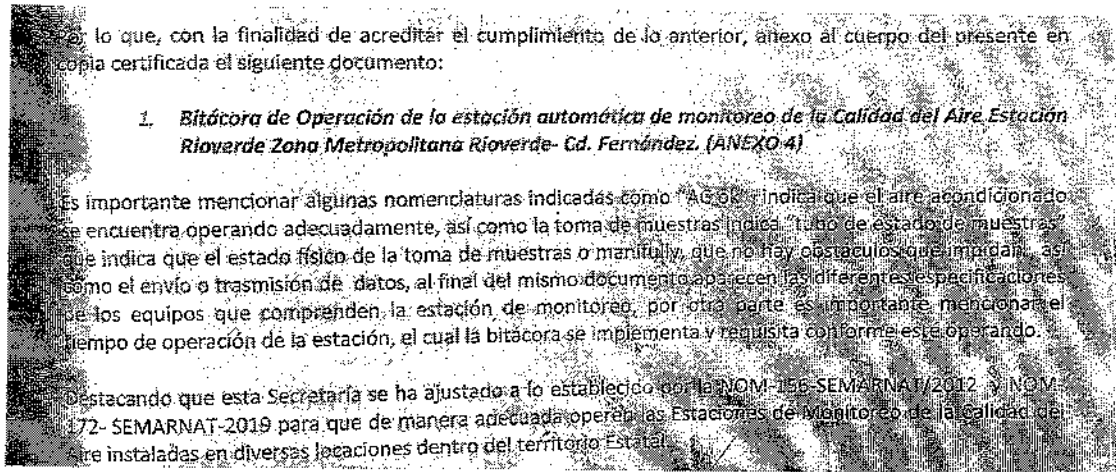 lo que, con la finalidad de acreditar el cumplimiento de lo anterior, anexo al cuerpo del presente en
copia certificada el siguiente documento:
1. Bitácora de Operación de la estación automática de monitoreo de la Calidad del Aire Estación
Rioverde Zona Metropolitana Rioverde- Cd. Fernández. (ANEXO 4)
Es importante mencionar algunas nomenclaturas indicadas como "AC ok", indica que el aire acondicionado
se encuentra operando adecuadamente, así como la toma de muestras indica "tubo de estado de muestras"
que indica que el estado físico de la toma de muestras o manifully, que no hay obstáculos que impidan, así
como el envío o trasmisión de datos, al final del mismo documento aparecen las diferentes especificaciones
de los equipos que comprenden la estación de monitoreo, por otra parte es importante mencionar el
tiempo de operación de la estación, el cual la bitácora se implementa y requisita conforme este operando.
Destacando que esta Secretaría se ha ajustado a lo establecido por la NOM-156-SEMARNAT/2012 y NOM-
172- SEMARNAT-2019 para que de manera adecuada operen las Estaciones de Monitoreo de la Calidad del
Aire instaladas en diversas locaciones dentro del territorio Estatal.